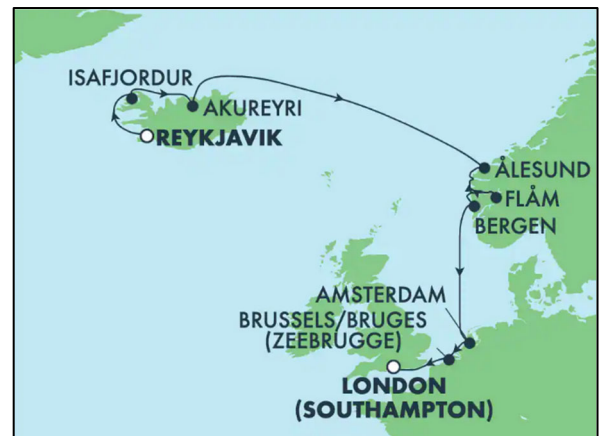 ISAFJORDUR
AKUREYRI
REYKJAVIK
ÅLESUND
FLÅM
BERGEN
AMSTERDAM
BRUSSELS/BRUGES
(ZEEBRUGGE)
LONDON
(SOUTHAMPTON)